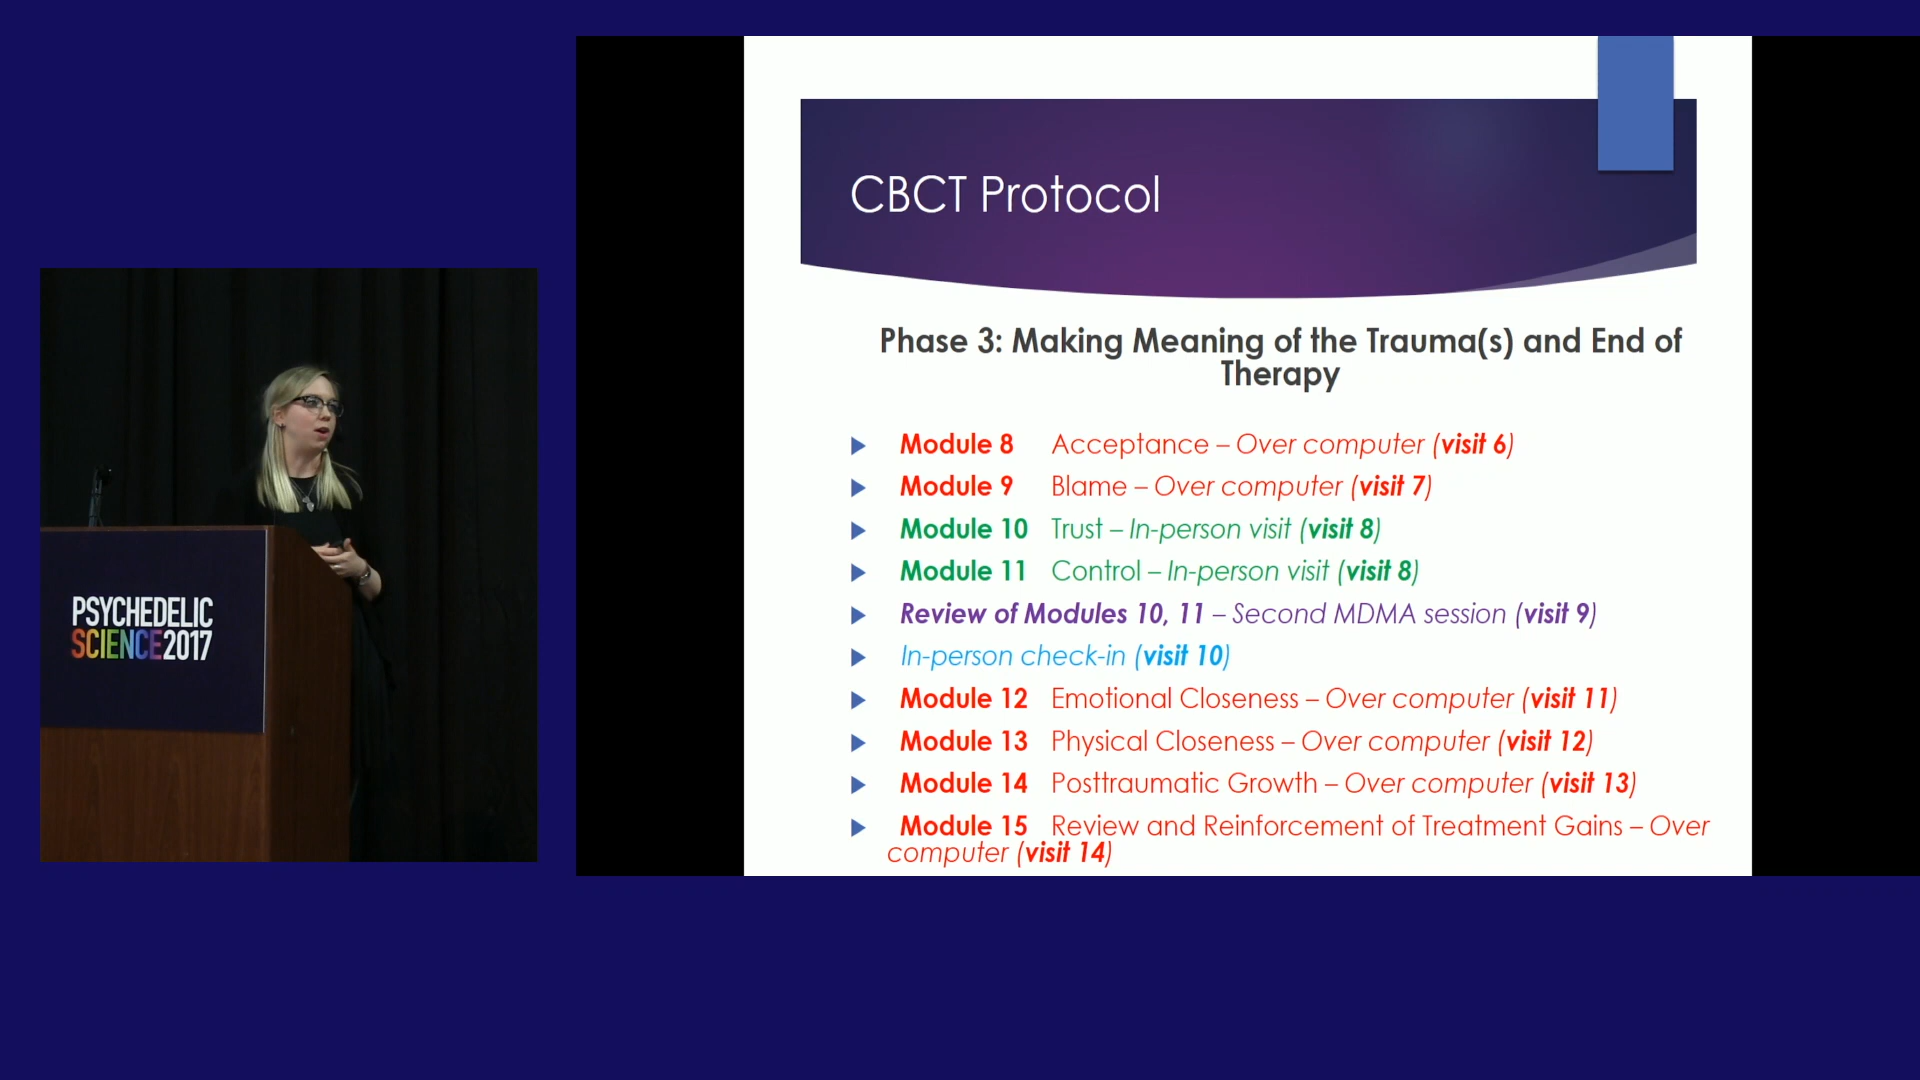 CBCT Protocol
Phase 3: Making Meaning of the Trauma(s) and End of
Therapy
Module 8 Acceptance – Over computer (visit 6)
Module 9 Blame – Over computer (visit 7)
Module 10 Trust – In-person visit (visit 8)
Module 11 Control – In-person visit (visit 8)
Review of Modules 10, 11 – Second MDMA session (visit 9)
In-person check-in (visit 10)
Module 12 Emotional Closeness – Over computer (visit 11)
Module 13 Physical Closeness – Over computer (visit 12)
Module 14 Posttraumatic Growth – Over computer (visit 13)
Module 15 Review and Reinforcement of Treatment Gains – Over
computer (visit 14)
PSYCHEDELIC
SCIENCE2017